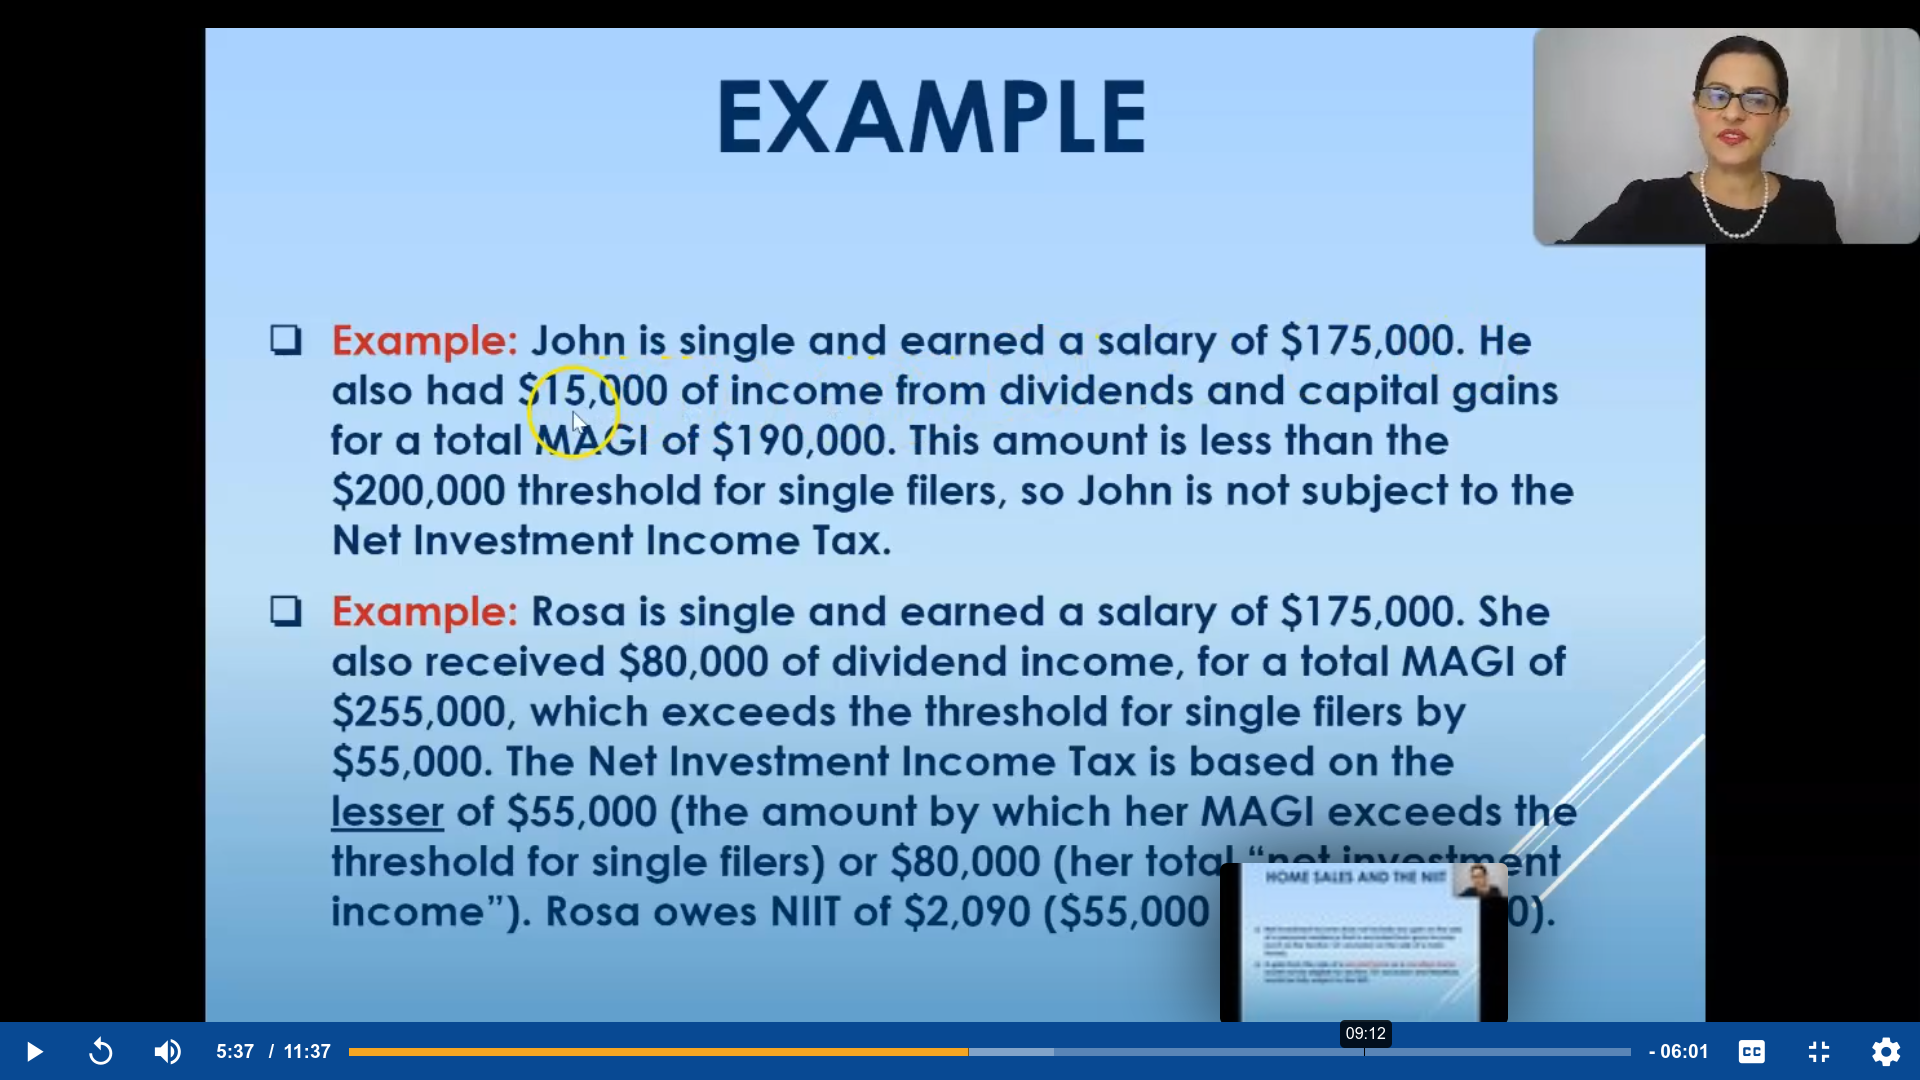 EXAMPLE
Example: John is single and earned a salary of $175,000. He
also had $15,000 of income from dividends and capital gains
for a total MAGI of $190,000. This amount is less than the
$200,000 threshold for single filers, so John is not subject to the
Net Investment Income Tax.
Example: Rosa is single and earned a salary of $175,000. She
also received $80,000 of dividend income, for a total MAGI of
$255,000, which exceeds the threshold for single filers by
$55,000. The Net Investment Income Tax is based on the
lesser of $55,000 (the amount by which her MAGI exceeds the
threshold for single filers) or $80,000 (her total “net investment
income”). Rosa owes NIIT of $2,090 ($55,000 0).
HOME SALES AND THE NIIT
09:12
5:37 / 11:37
- 06:01
CC